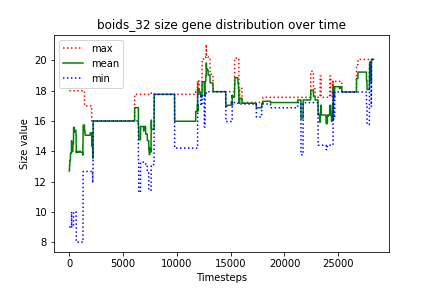 boids_32 size gene distribution over time
max
mean
min
Size value
20
18
16
14
12
10
8
0
5000
10000
15000
20000
25000
Timesteps